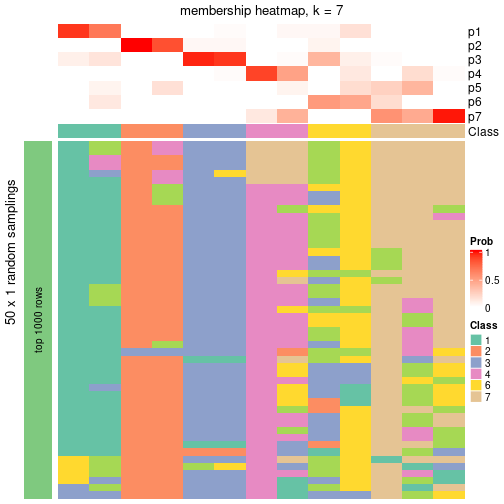 membership heatmap, k = 7
p1
p2
p3
p4
p5
p6
p7
Class
50 x 1 random samplings
top 1000 rows
Prob
1
0.5
0
Class
1
2
3
4
6
7